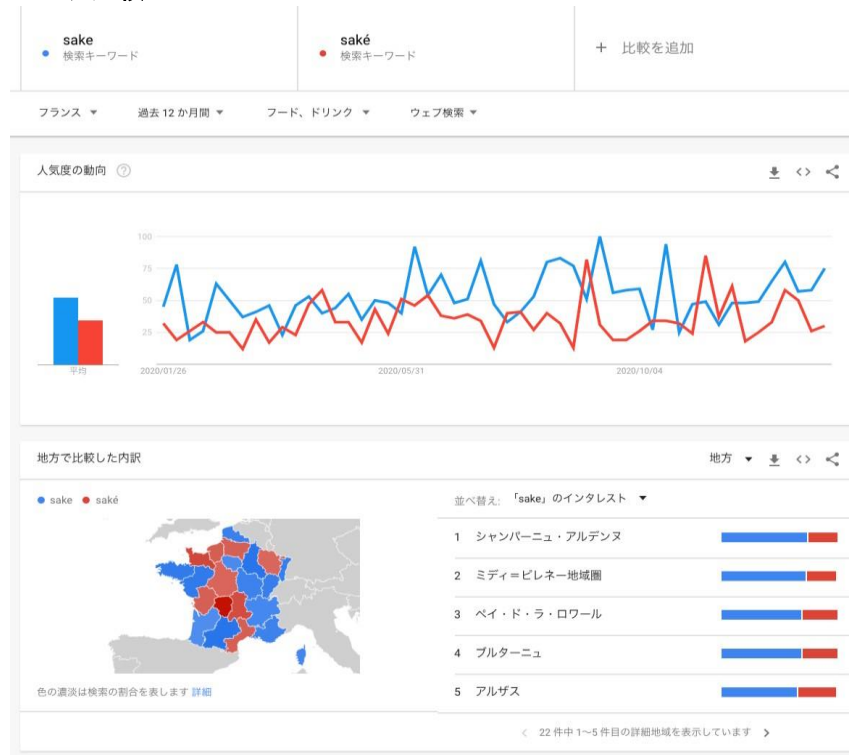 sake
検索キーワード
saké
検索キーワード
+ 比較を追加
フランス
過去 12 か月間
フード、ドリンク
ウェブ検索
人気度の動向
100
75
50
25
平均
2020/01/26
2020/05/31
2020/10/04
地方で比較した内訳
地方
sake
saké
並べ替え: 「sake」のインタレスト
1 シャンパーニュ・アルデンヌ
2 ミディ=ピレネー地域圏
3 ペイ・ド・ラ・ロワール
4 ブルターニュ
5 アルザス
色の濃淡は検索の割合を表します 詳細
22 件中 1~5 件目の詳細地域を表示しています